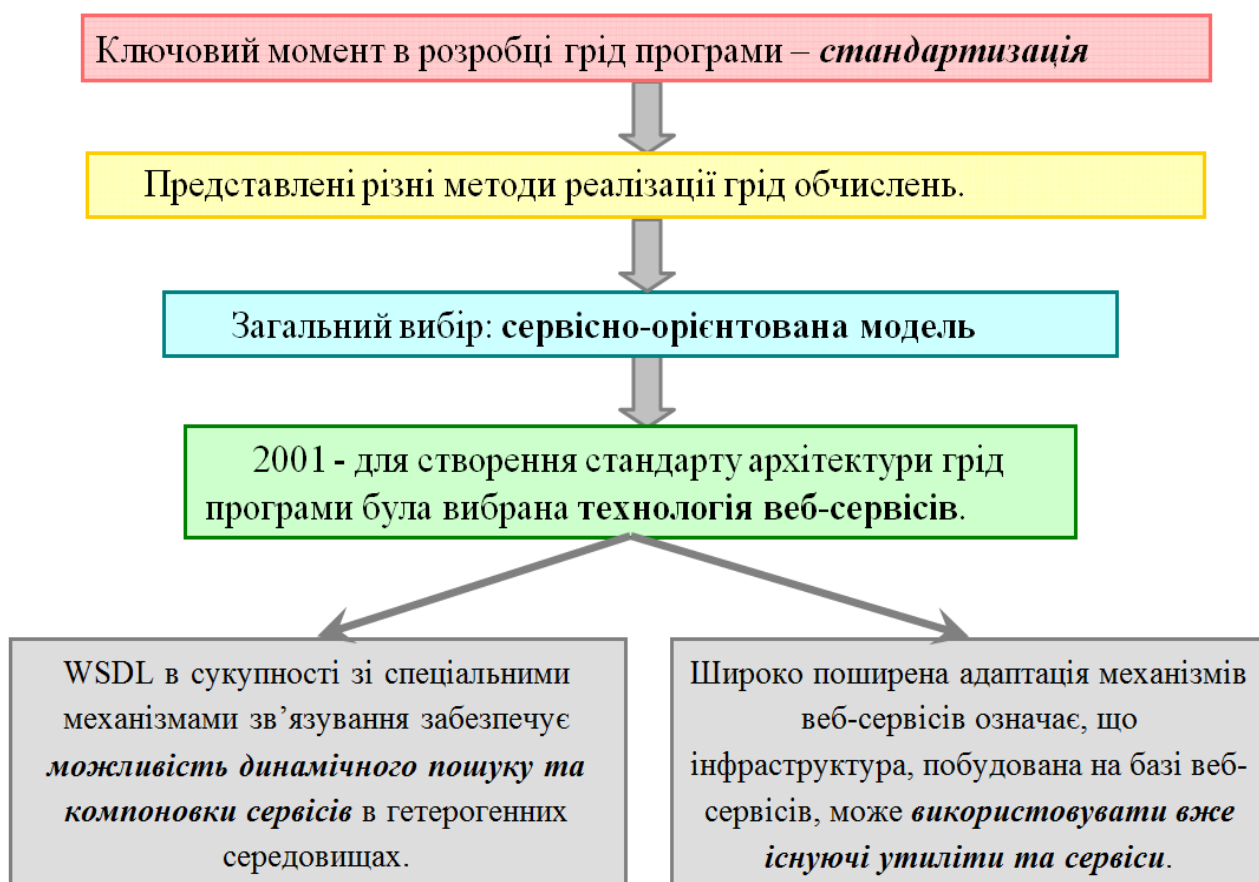 Ключовий момент в розробці грід програми – стандартизація
Представлені різні методи реалізації грід обчислень.
Загальний вибір: сервісно-орієнтована модель
2001 - для створення стандарту архітектури грід
програми була вибрана технологія веб-сервісів.
WSDL в сукупності зі спеціальними
механізмами зв’язування забезпечує
можливість динамічного пошуку та
компоновки сервісів в гетерогенних
середовищах.
Широко поширена адаптація механізмів
веб-сервісів означає, що
інфраструктура, побудована на базі веб-
сервісів, може використовувати вже
існуючі утиліти та сервіси.